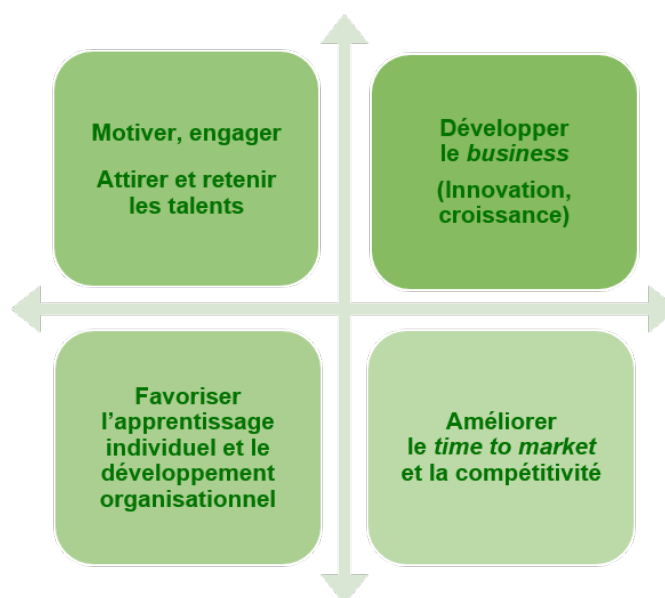 Motiver, engager
Attirer et retenir
les talents
Développer
le business
(Innovation,
croissance)
Favoriser
l’apprentissage
individuel et le
développement
organisationnel
Améliorer
le time to market
et la compétitivité